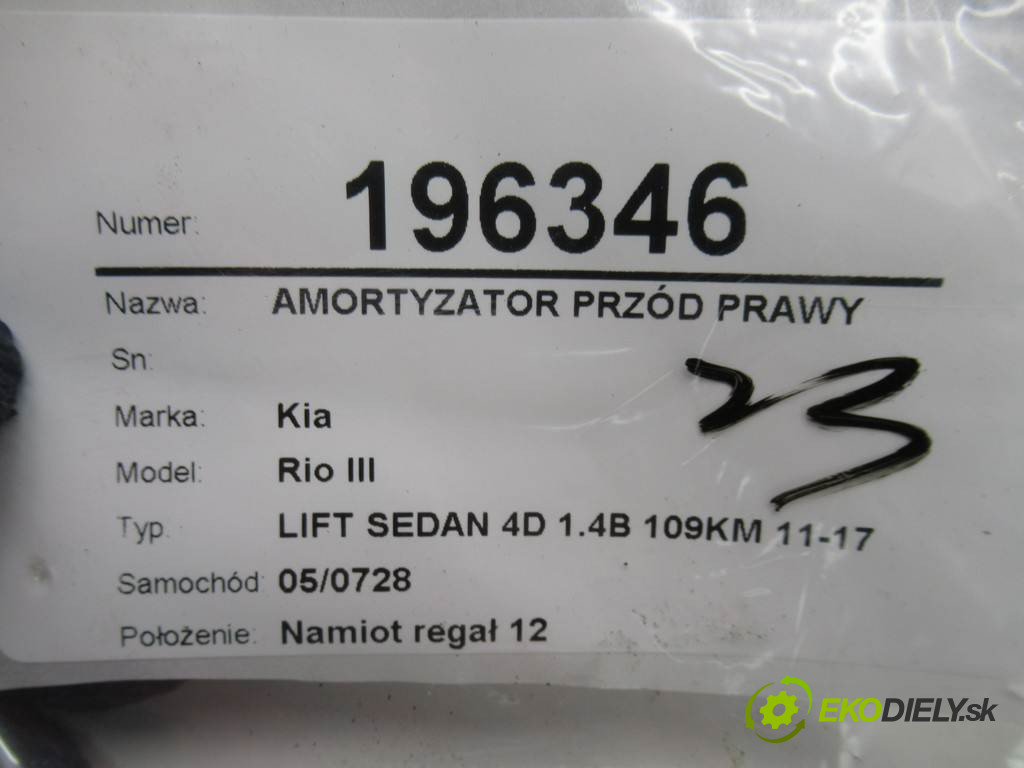 Numer: 196346
Nazwa: AMORTYZATOR PRZÓD PRAWY
Sn:
Marka: Kia
Model: Rio III
Typ: LIFT SEDAN 4D 1.4B 109KM 11-17
Samochód: 05/0728
Położenie: Namiot regał 12
23
EKODIELY.sk